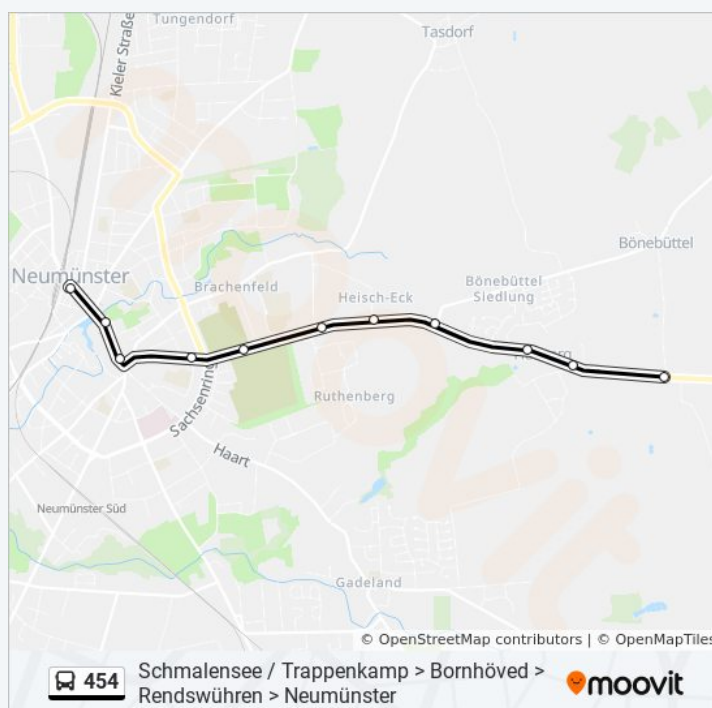 Tungendorf
Tasdorf
Kieler Straße
Neumünster
Bönebüttel
Brachenfeld
Heisch-Eck
Bönebüttel
Siedlung
Ruthenberg
Sachsenring
Haart
Neumünster Süd
Gadeland
© OpenStreetMap contributors | © OpenMapTiles
454
Schmalensee / Trappenkamp > Bornhöved >
Rendswühren > Neumünster
moovit